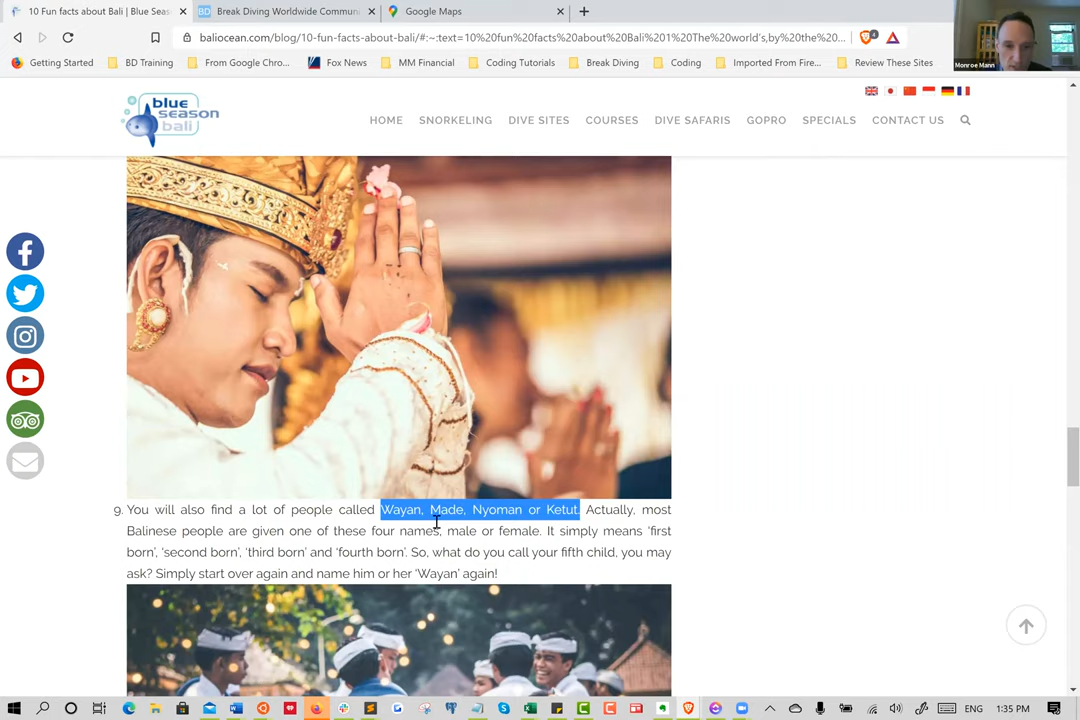 10 Fun facts about Bali | Blue Seas
Break Diving Worldwide Commun
Google Maps
baliocean.com/blog/10-fun-facts-about-bali/#:~:text=10%20fun%20facts%20about%20Bali%201%20The%20world's,by%20the%20...
4
Monroe Mann
Getting Started
BD Training
From Google Chro...
Fox News
MM Financial
Coding Tutorials
Break Diving
Coding
Imported From Fire...
Review These Sites
blue
season
bali
HOME
SNORKELING
DIVE SITES
COURSES
DIVE SAFARIS
GOPRO
SPECIALS
CONTACT US
9. You will also find a lot of people called Wayan, Made, Nyoman or Ketut. Actually, most
Balinese people are given one of these four names, male or female. It simply means ‘first
born’, ‘second born’, ‘third born’ and ‘fourth born’. So, what do you call your fifth child, you may
ask? Simply start over again and name him or her ‘Wayan’ again!
ENG
1:35 PM